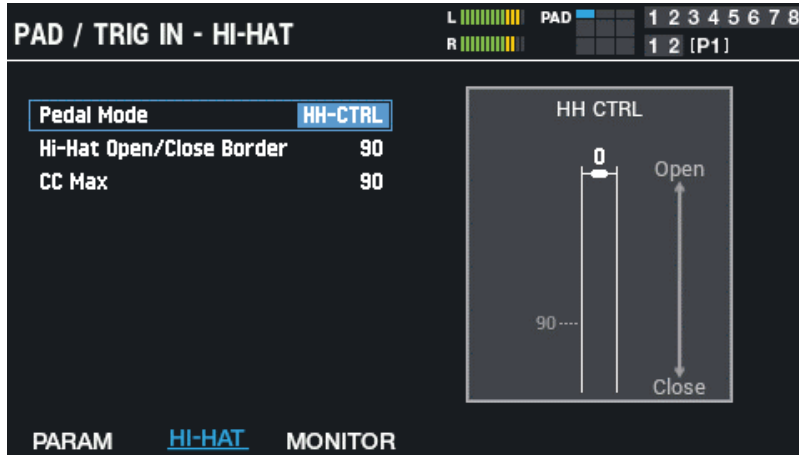 PAD / TRIG IN - HI-HAT
L PAD 1 2 3 4 5 6 7 8
R 1 2 [P1]
Pedal Mode HH-CTRL
Hi-Hat Open/Close Border 90
CC Max 90
HH CTRL
0
Open
90
Close
PARAM HI-HAT MONITOR